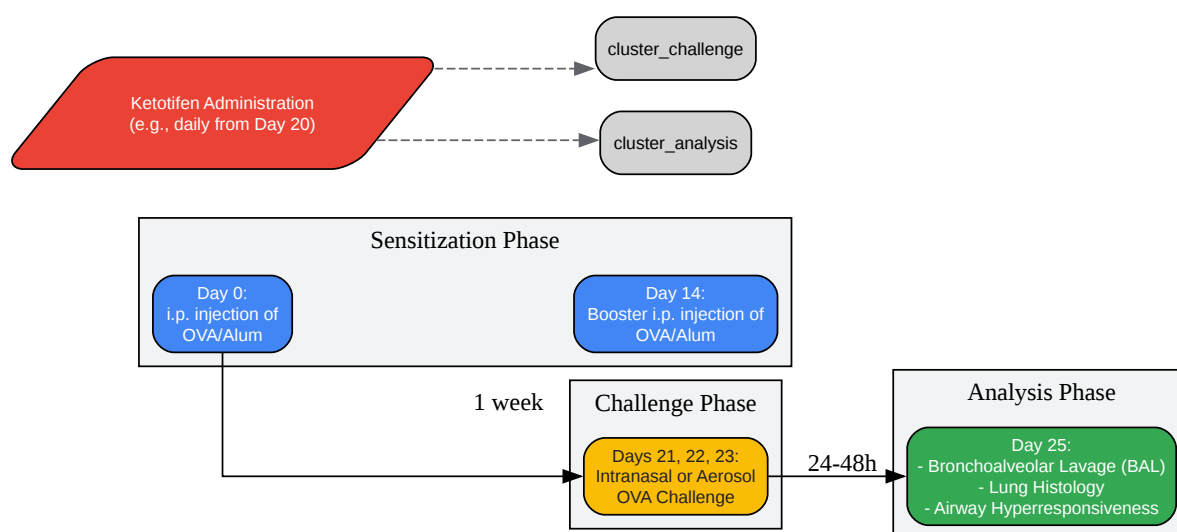 cluster_challenge
Ketotifen Administration
(e.g., daily from Day 20)
cluster_analysis
Sensitization Phase
Day 0:
i.p. injection of
OVA/Alum
Day 14:
Booster i.p. injection of
OVA/Alum
1 week
Challenge Phase
Days 21, 22, 23:
Intranasal or Aerosol
OVA Challenge
24-48h
Analysis Phase
Day 25:
- Bronchoalveolar Lavage (BAL)
- Lung Histology
- Airway Hyperresponsiveness